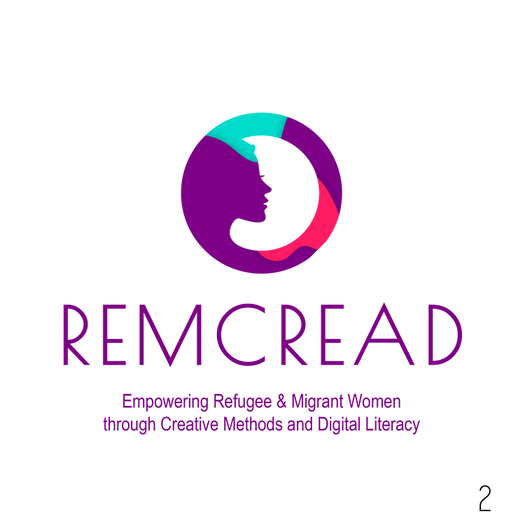 REMCREAD
Empowering Refugee & Migrant Women
through Creative Methods and Digital Literacy
2